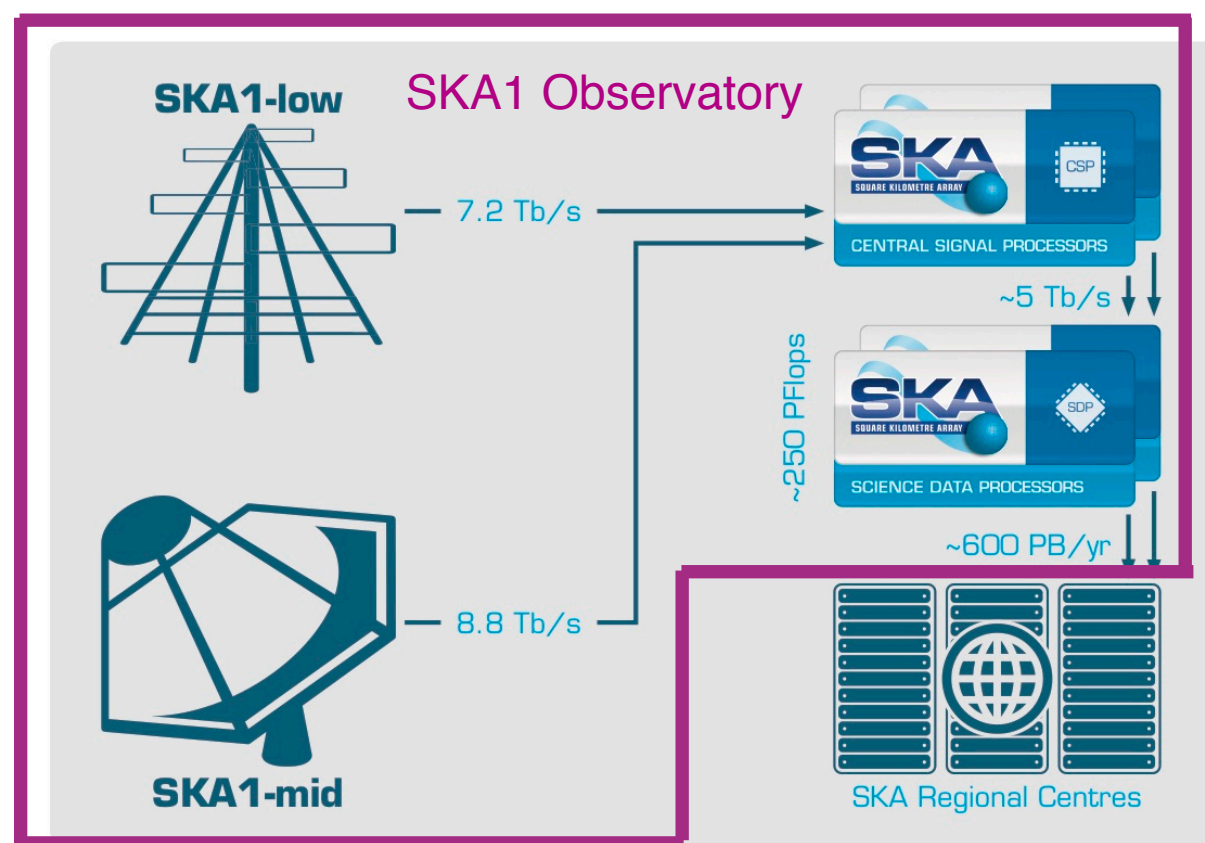 SKA1 Observatory
SKA1-low
7.2 Tb/s
SKA
SQUARE KILOMETRE ARRAY
CSP
CENTRAL SIGNAL PROCESSORS
~5 Tb/s
~250 PFlops
SKA
SQUARE KILOMETRE ARRAY
SDP
SCIENCE DATA PROCESSORS
~600 PB/yr
8.8 Tb/s
SKA1-mid
SKA Regional Centres